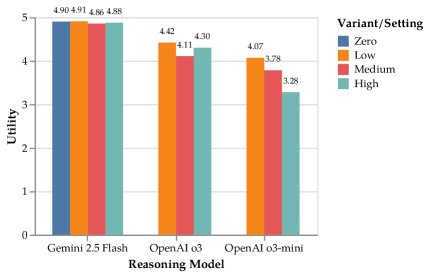 4.90 4.91 4.86 4.88
4.42
4.11
4.30
4.07
3.78
3.28
5
4
3
2
1
0
Utility
Gemini 2.5 Flash
OpenAI o3
OpenAI o3-mini
Reasoning Model
Variant/Setting
Zero
Low
Medium
High